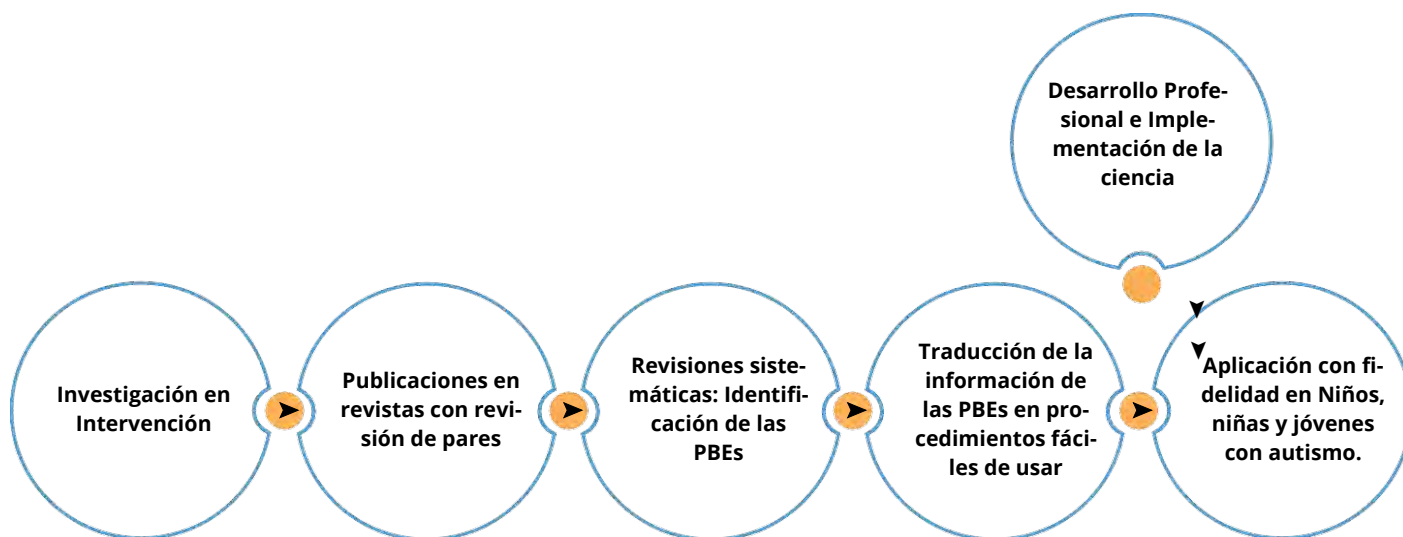 Desarrollo Profe-
sional e Imple-
mentación de la
ciencia
Investigación en
Intervención
Publicaciones en
revistas con revi-
sión de pares
Revisiones siste-
máticas: Identifi-
cación de las
PBEs
Traducción de la
información de
las PBEs en pro-
cedimientos fáci-
les de usar
Aplicación con fi-
delidad en Niños,
niñas y jóvenes
con autismo.